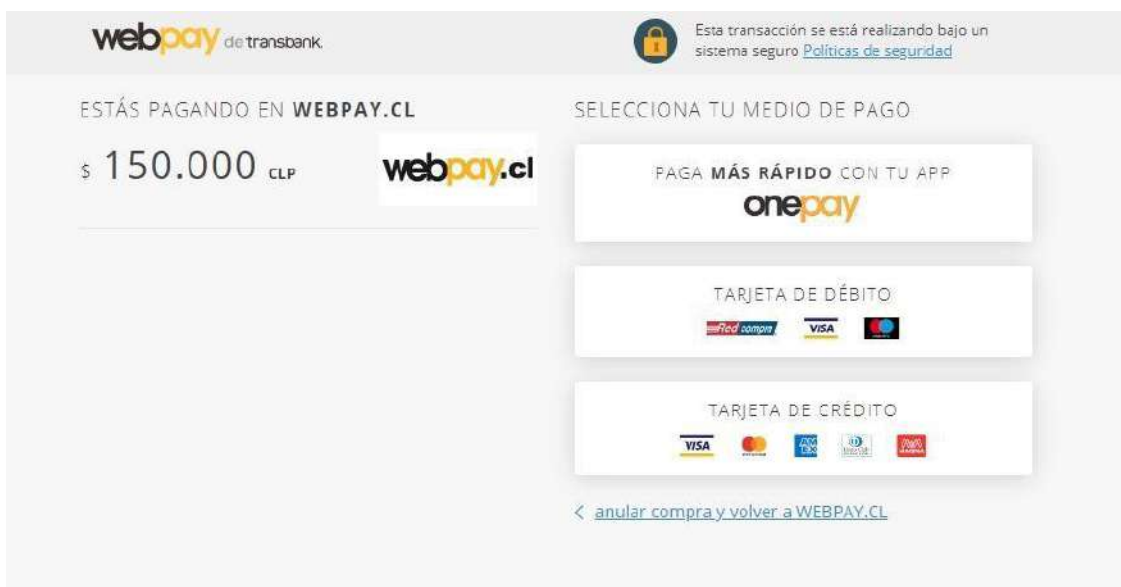 webpay de transbank.
Esta transacción se está realizando bajo un
sistema seguro Políticas de seguridad
ESTÁS PAGANDO EN WEBPAY.CL
$ 150.000 CLP
webpay.cl
SELECCIONA TU MEDIO DE PAGO
PAGA MÁS RÁPIDO CON TU APP
onepay
TARJETA DE DÉBITO
Redcompra VISA
TARJETA DE CRÉDITO
VISA
< anular compra y volver a WEBPAY.CL